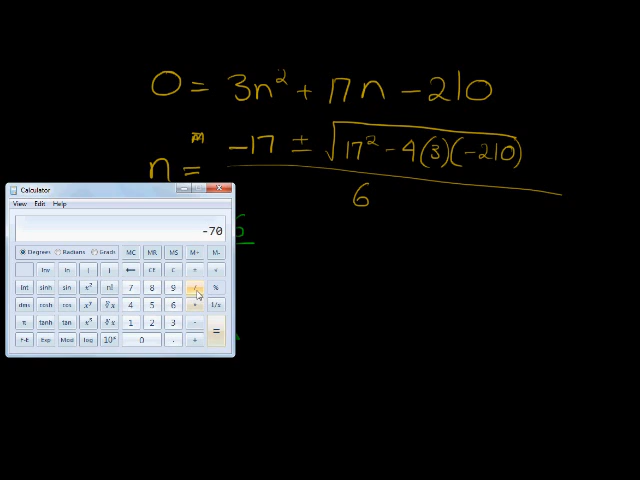 0 = 3n² + 17n - 210
n = -17 ± √17² - 4(3)(-210)
6
Calculator
View Edit Help
-70
6
Degrees Radians Grads MC MR MS M+ M-
Inv ln ( ) ← CE C ± √
Int sinh sin x² n! 7 8 9 / %
dms cosh cos xʸ ʸ√x 4 5 6 * 1/x
π tanh tan x³ ³√x 1 2 3 - =
F-E Exp Mod log 10ˣ 0 . +